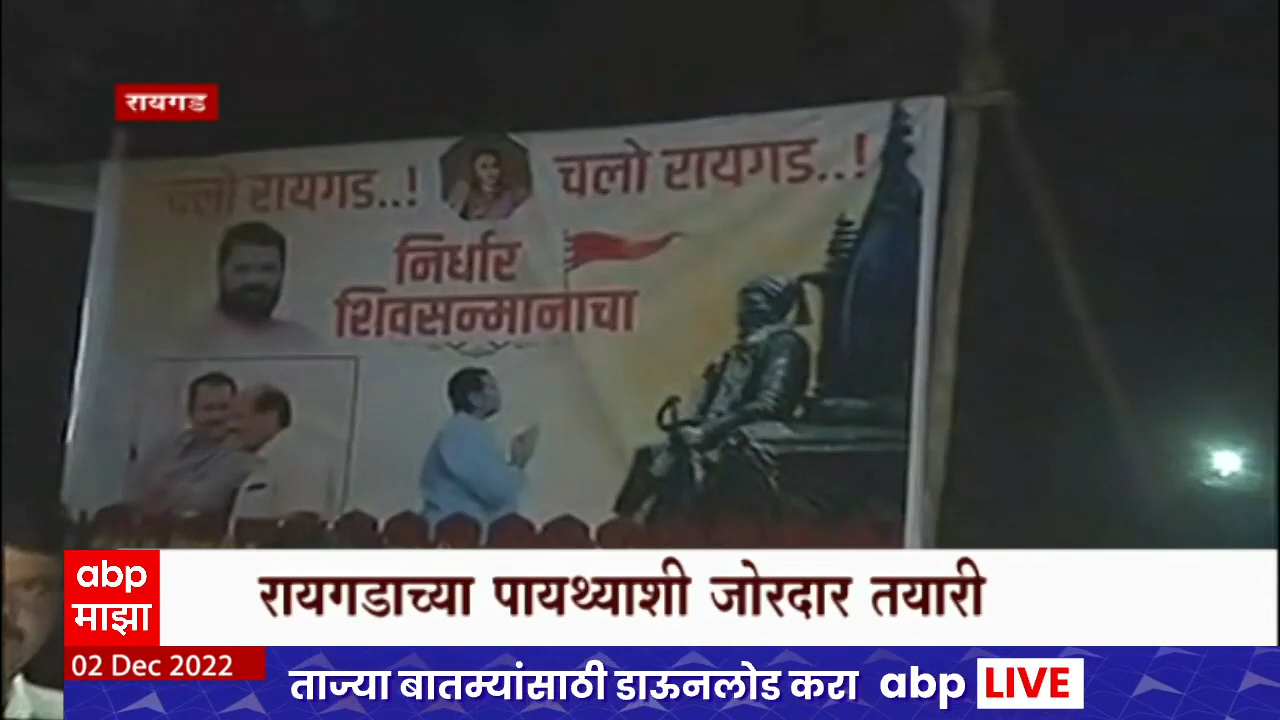 रायगड
चलो रायगड..!
चलो रायगड..!
निर्धार
शिवसन्मानाचा
abp
माझा
रायगडाच्या पायथ्याशी जोरदार तयारी
02 Dec 2022
ताज्या बातम्यांसाठी डाऊनलोड करा abp LIVE